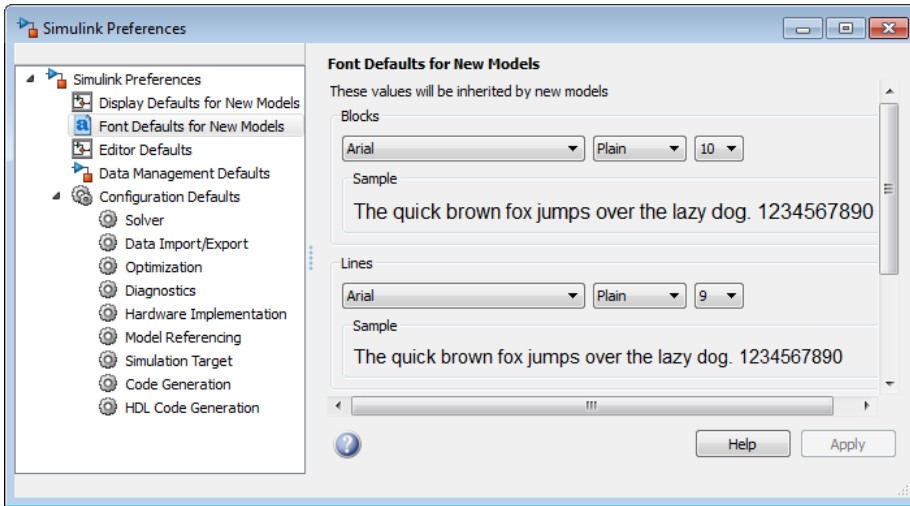 Simulink Preferences
Simulink Preferences
Display Defaults for New Models
Font Defaults for New Models
Editor Defaults
Data Management Defaults
Configuration Defaults
Solver
Data Import/Export
Optimization
Diagnostics
Hardware Implementation
Model Referencing
Simulation Target
Code Generation
HDL Code Generation
Font Defaults for New Models
These values will be inherited by new models
Blocks
Arial Plain 10
Sample
The quick brown fox jumps over the lazy dog. 1234567890
Lines
Arial Plain 9
Sample
The quick brown fox jumps over the lazy dog. 1234567890
Help Apply